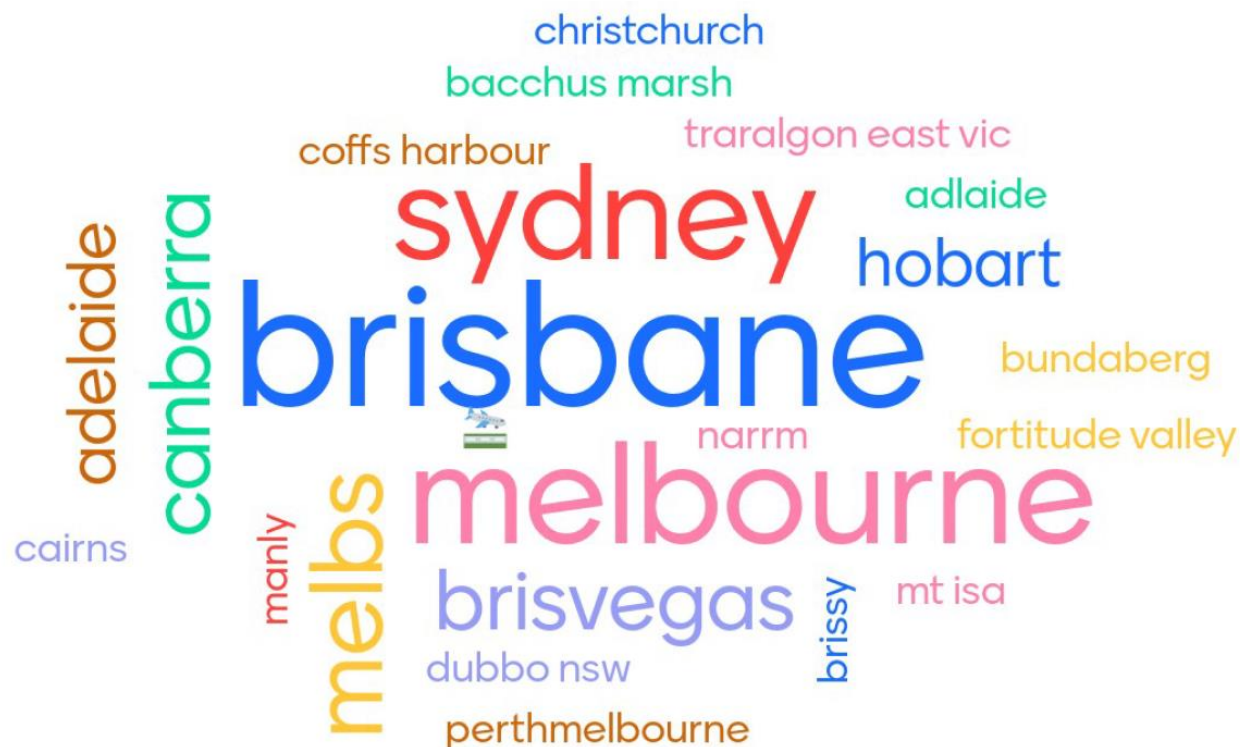 christchurch
bacchus marsh
traralgon east vic
coffs harbour
sydney
adlaide
hobart
adelaide
canberra
brisbane
bundaberg
narrm
fortitude valley
melbourne
melbs
cairns
manly
brisvegas
brissy
mt isa
dubbo nsw
perthmelbourne